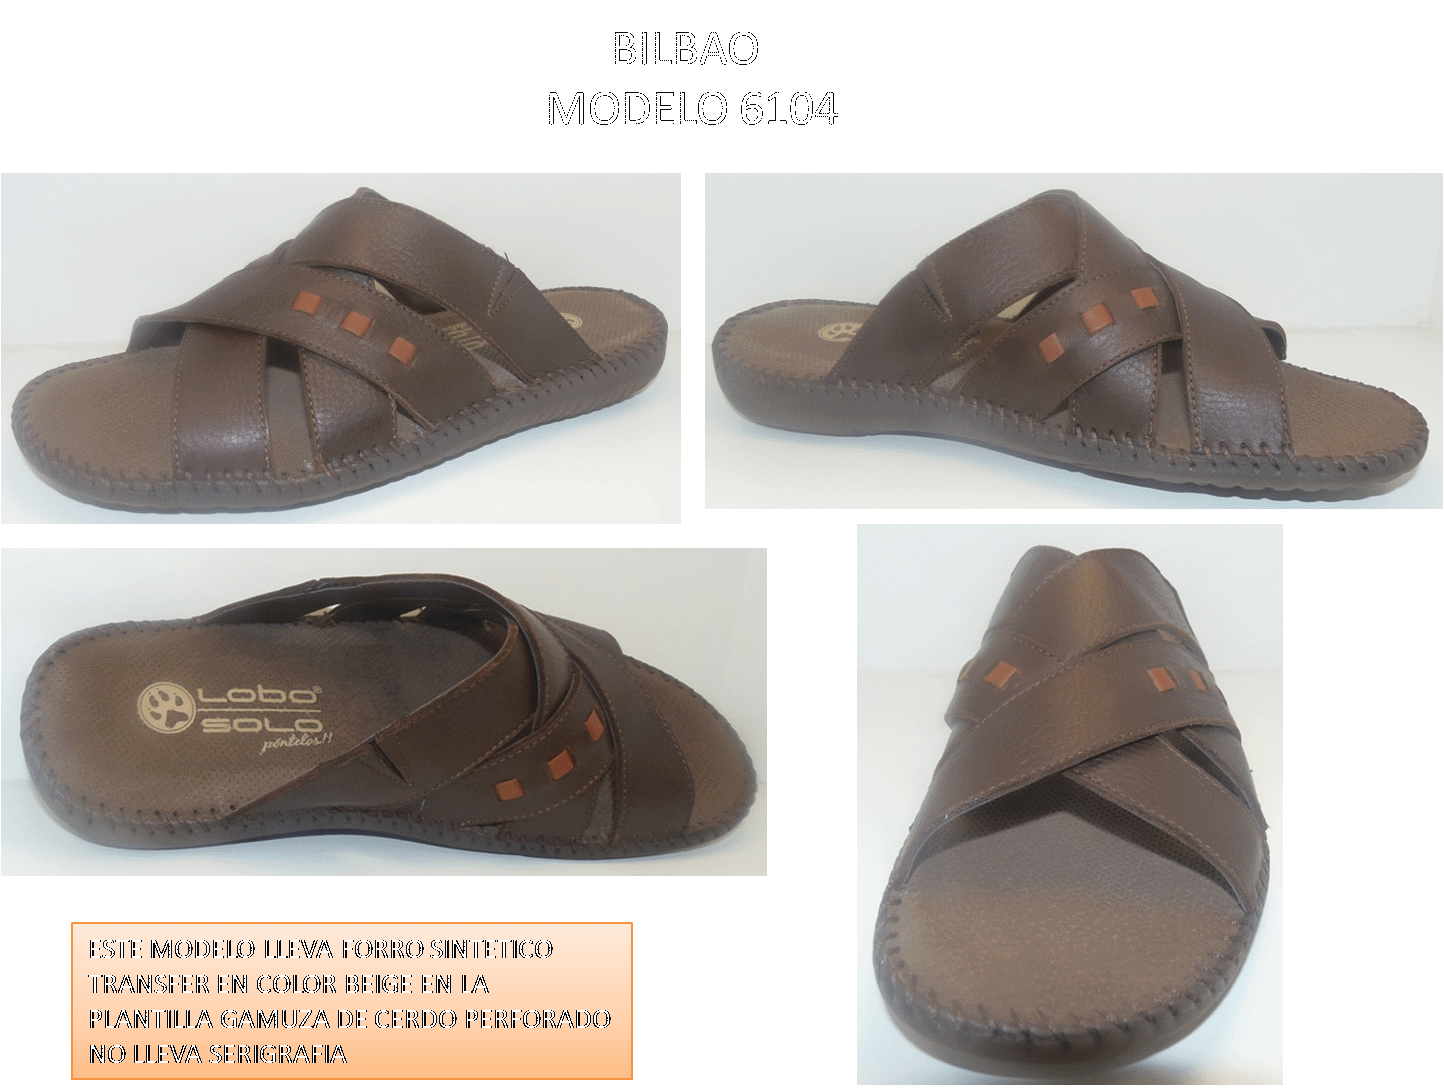 BILBAO
MODELO 6104
LOBO
SOLO
póntelos!!
ESTE MODELO LLEVA FORRO SINTETICO
TRANSFER EN COLOR BEIGE EN LA
PLANTILLA GAMUZA DE CERDO PERFORADO
NO LLEVA SERIGRAFIA